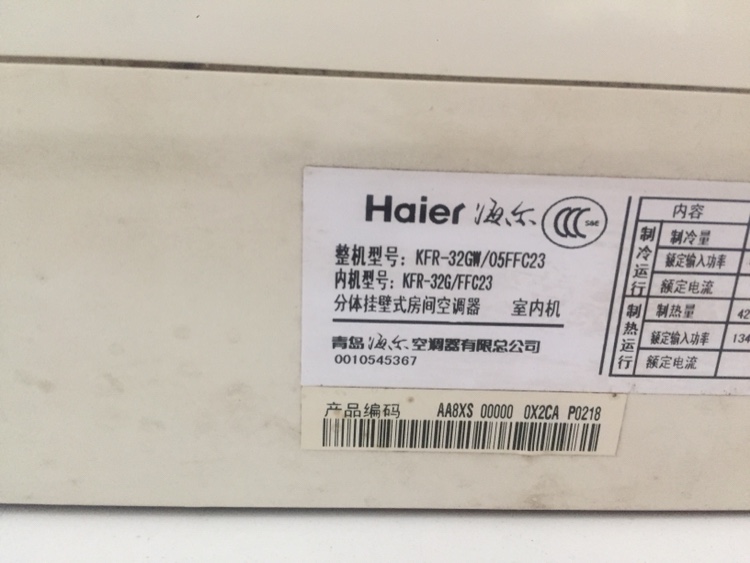 Haier 海尔 CCC S&E
整机型号: KFR-32GW/05FFC23
内机型号: KFR-32G/FFC23
分体挂壁式房间空调器 室内机
青岛海尔空调器有限总公司
0010545367
内容
制冷运行
制冷量
额定输入功率
额定电流
制热运行
制热量 42
额定输入功率 134
额定电流
产品编码 AA8XS 00000 0X2CA P0218